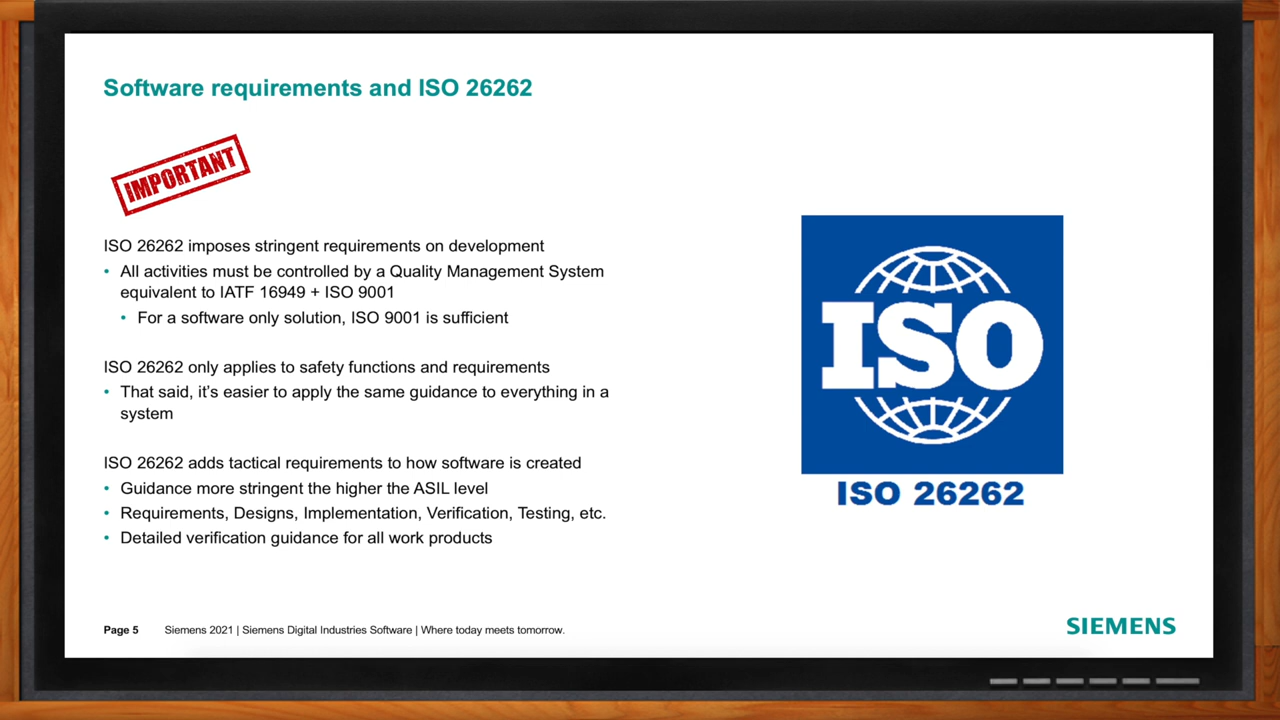 Software requirements and ISO 26262
IMPORTANT
ISO 26262 imposes stringent requirements on development
• All activities must be controlled by a Quality Management System
equivalent to IATF 16949 + ISO 9001
• For a software only solution, ISO 9001 is sufficient
ISO 26262 only applies to safety functions and requirements
• That said, it's easier to apply the same guidance to everything in a
system
ISO 26262 adds tactical requirements to how software is created
• Guidance more stringent the higher the ASIL level
• Requirements, Designs, Implementation, Verification, Testing, etc.
• Detailed verification guidance for all work products
ISO
ISO 26262
Page 5 Siemens 2021 | Siemens Digital Industries Software | Where today meets tomorrow.
SIEMENS